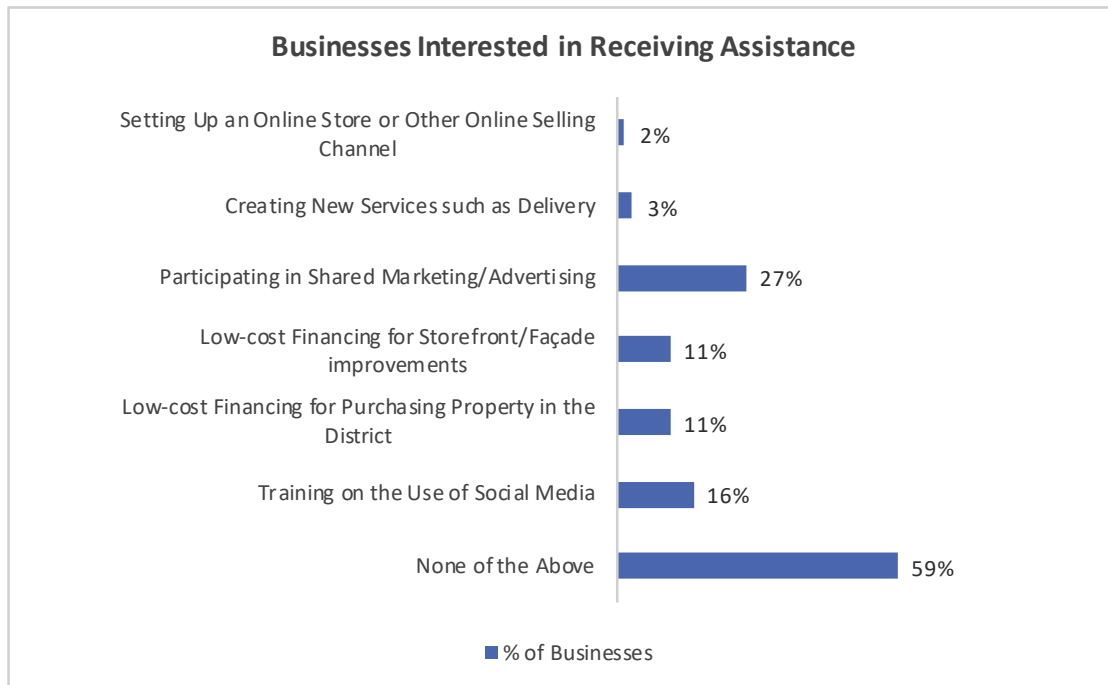 Businesses Interested in Receiving Assistance
Setting Up an Online Store or Other Online Selling
Channel
2%
Creating New Services such as Delivery
3%
Participating in Shared Marketing/Advertising
27%
Low-cost Financing for Storefront/Façade
improvements
11%
Low-cost Financing for Purchasing Property in the
District
11%
Training on the Use of Social Media
16%
None of the Above
59%
% of Businesses